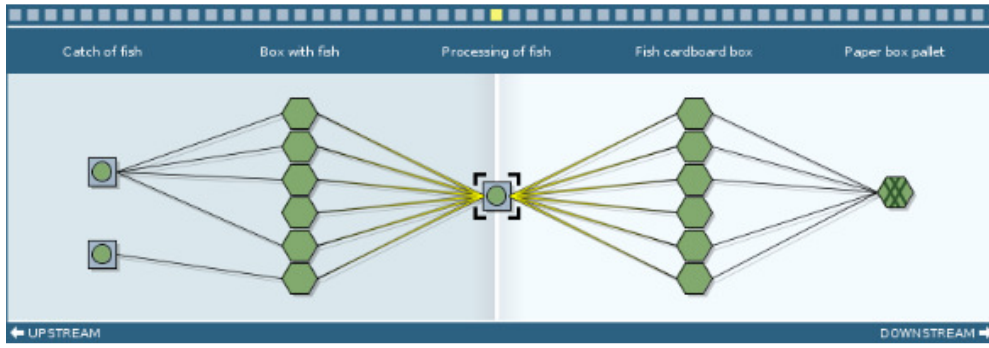 Catch of fish
Box with fish
Processing of fish
Fish cardboard box
Paper box pallet
UPSTREAM
DOWNSTREAM